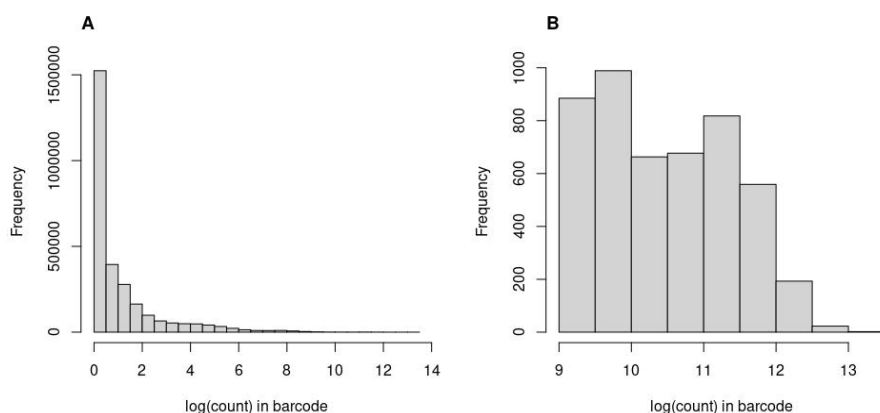 A
Frequency
1500000
1000000
500000
0
0 2 4 6 8 10 12 14
log(count) in barcode
B
Frequency
1000
800
600
400
200
0
9 10 11 12 13
log(count) in barcode